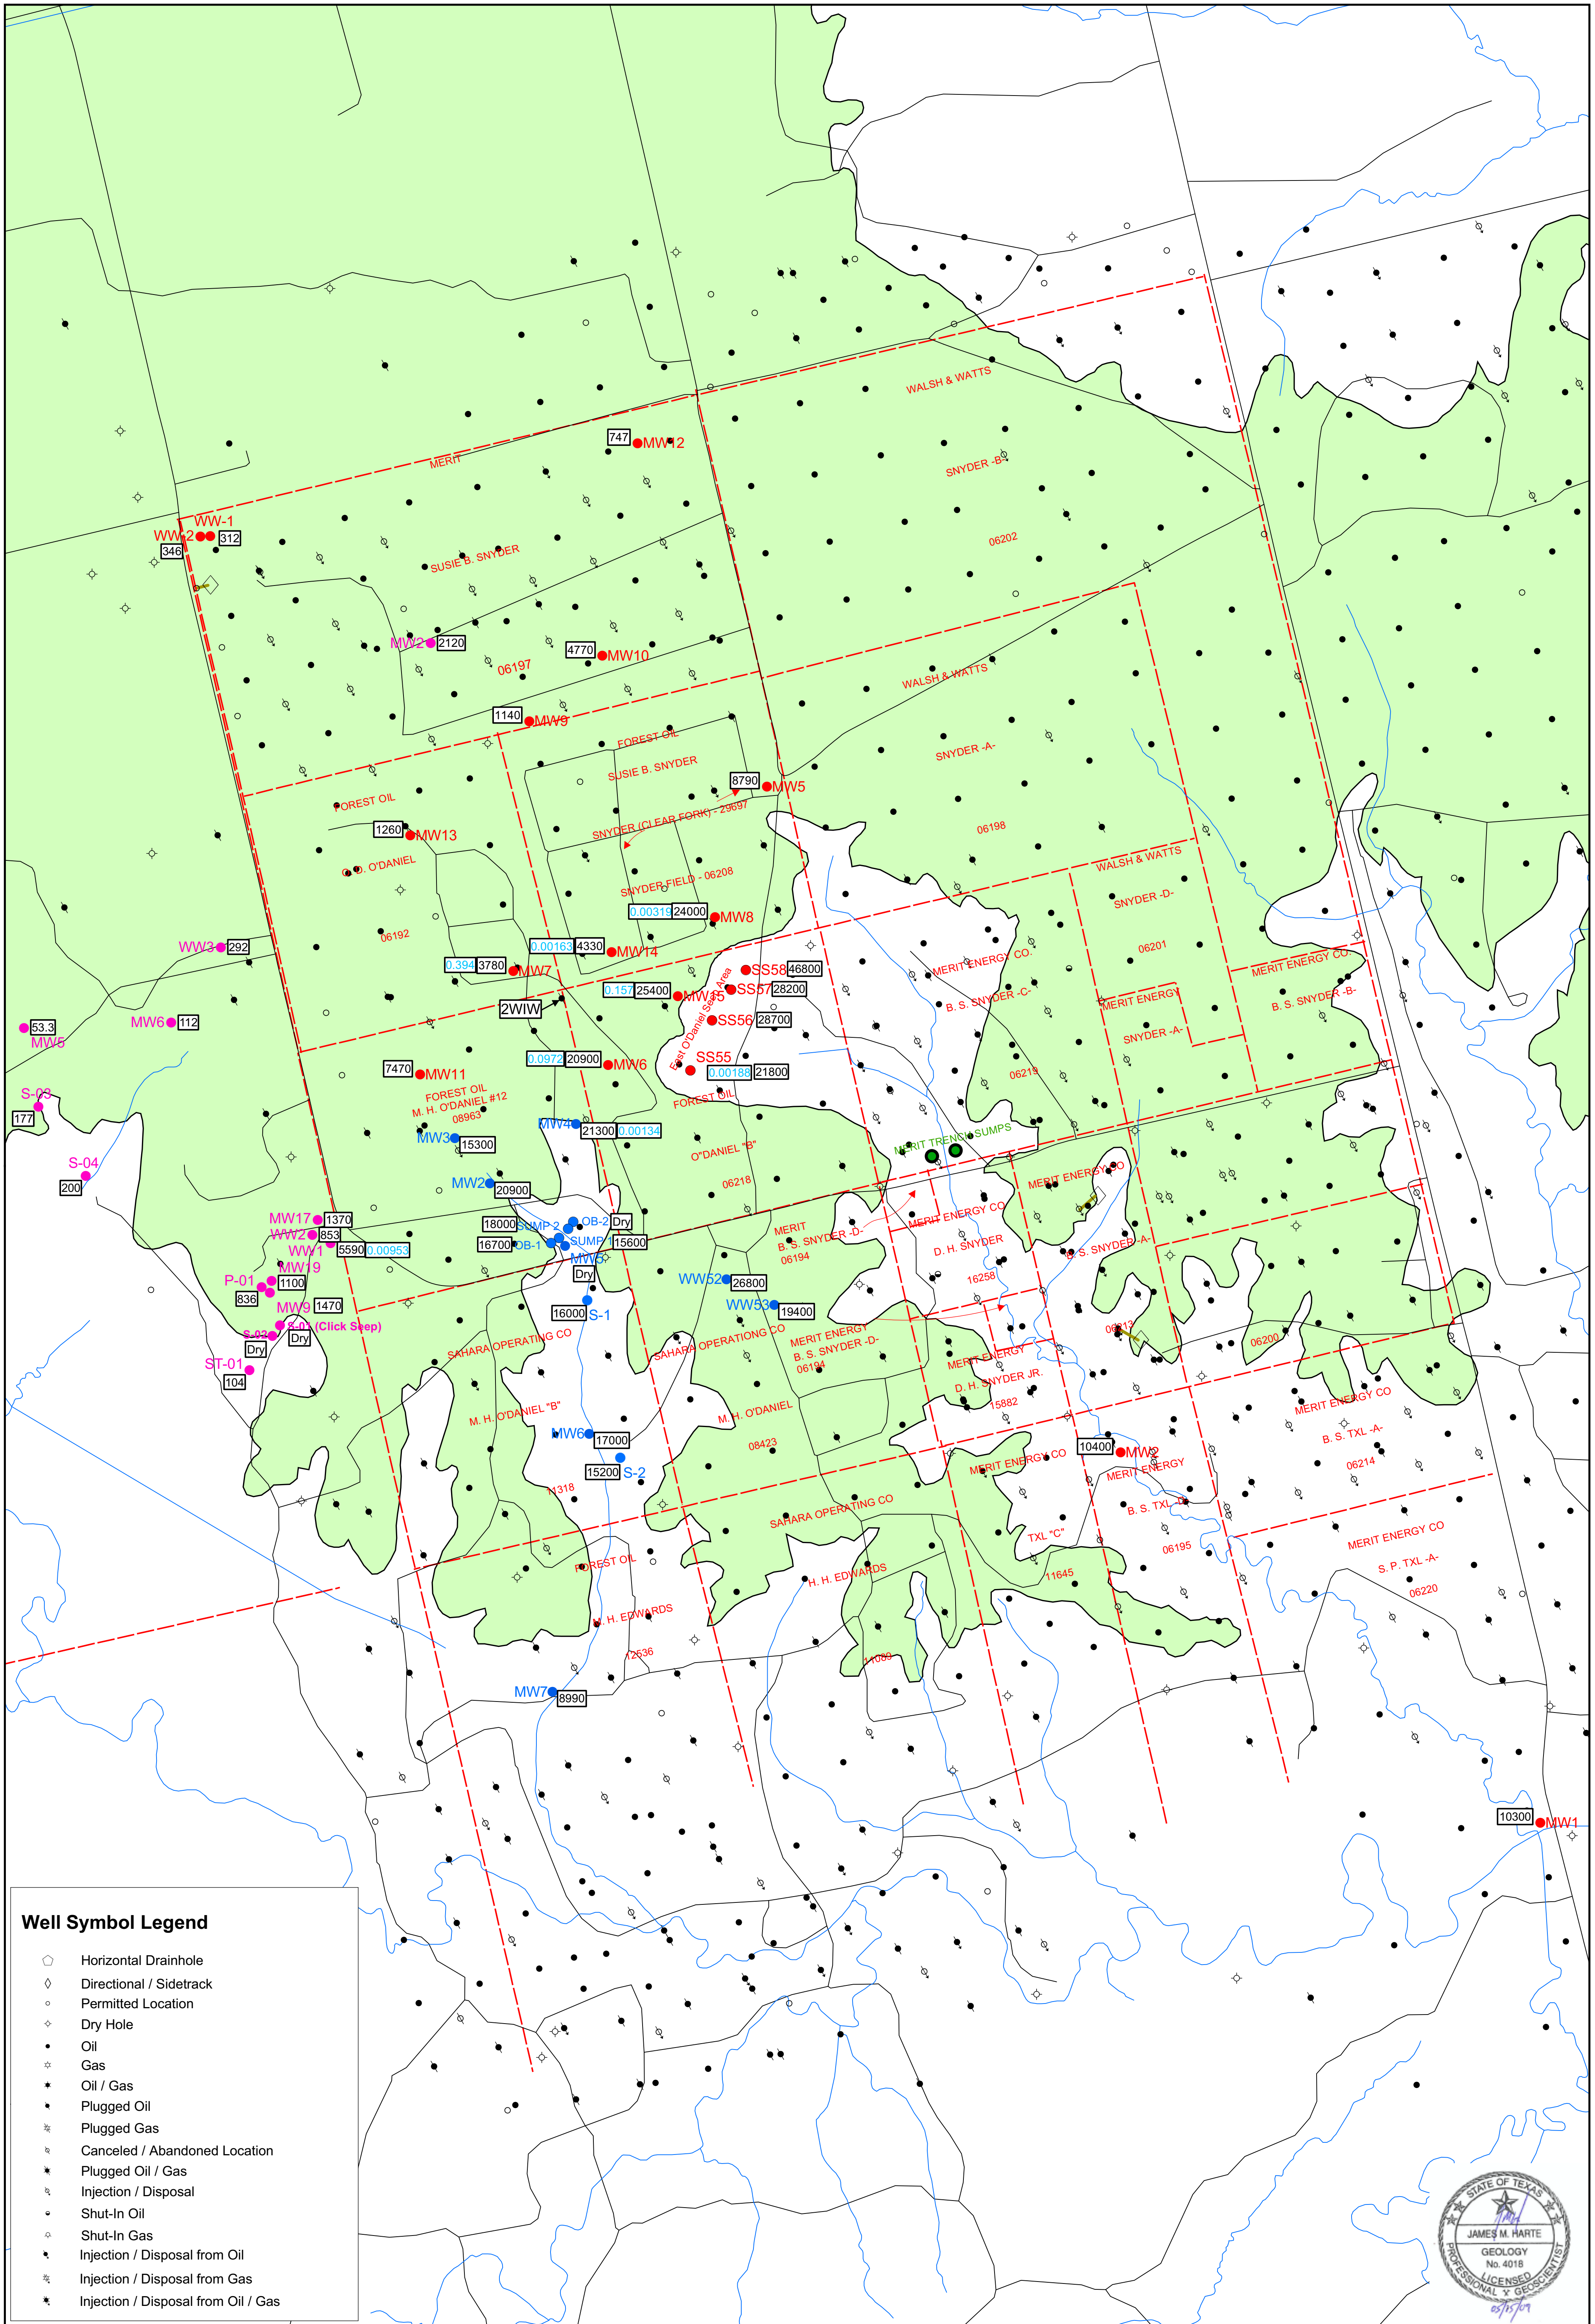 WALSH & WATTS
747
MW12
MERIT
SNYDER -B-
WW-1
WW-2
312
346
06202
SUSIE B. SNYDER
MW2
2120
4770
MW10
06197
WALSH & WATTS
1140
MW9
FOREST OIL
SNYDER -A-
SUSIE B. SNYDER
8790
MW5
FOREST OIL
SNYDER (CLEAR FORK) - 29697
1260
MW13
06198
WALSH & WATTS
O. D. O'DANIEL
SNYDER FIELD - 06208
SNYDER -D-
0.00319
24000
MW8
06192
WW3
292
0.00163
4330
MW14
06201
MERIT ENERGY CO.
MERIT ENERGY CO.
0.394
3780
MW7
SS58
46800
0.157
25400
MW15
SS57
28200
B. S. SNYDER -C-
MERIT ENERGY
B. S. SNYDER -B-
2WIW
East O'Daniel Seep Area
SS56
28700
SNYDER -A-
MW6
112
53.3
MW5
0.0972
20900
MW6
SS55
0.00188
21800
7470
MW11
06219
S-03
177
FOREST OIL
M. H. O'DANIEL #12
08963
FOREST OIL
MW4
21300
0.00134
MW3
15300
MERIT TRENCH SUMPS
O"DANIEL "B"
S-04
200
MW2
20900
06218
MERIT ENERGY CO
MW17
1370
18000
SUMP 2
OB-2
Dry
MERIT
B. S. SNYDER -D-
06194
MERIT ENERGY CO
WW2
853
16700
OB-1
SUMP 1
15600
D. H. SNYDER
B. S. SNYDER -A-
WW1
5590
0.00953
MW5
Dry
MW19
1100
P-01
836
WW52
26800
16258
MW9
1470
16000
S-1
WW53
19400
S-01 (Click Seep)
S-02
Dry
Dry
06213
06200
SAHARA OPERATING CO
SAHARA OPERATIONG CO
MERIT ENERGY
B. S. SNYDER -D-
06194
MERIT ENERGY
ST-01
104
D. H. SNYDER JR.
15882
MERIT ENERGY CO
M. H. O'DANIEL "B"
M. H. O'DANIEL
B. S. TXL -A-
MW6
17000
08423
10400
MW2
MERIT ENERGY CO
MERIT ENERGY
06214
15200
S-2
11318
B. S. TXL -D-
SAHARA OPERATING CO
TXL "C"
MERIT ENERGY CO
06195
FOREST OIL
H. H. EDWARDS
11645
S. P. TXL -A-
06220
M. H. EDWARDS
12536
11089
MW7
8990
10300
MW1
Well Symbol Legend
Horizontal Drainhole
Directional / Sidetrack
Permitted Location
Dry Hole
Oil
Gas
Oil / Gas
Plugged Oil
Plugged Gas
Canceled / Abandoned Location
Plugged Oil / Gas
Injection / Disposal
Shut-In Oil
Shut-In Gas
Injection / Disposal from Oil
Injection / Disposal from Gas
Injection / Disposal from Oil / Gas
STATE OF TEXAS
JAMES M. HARTE
GEOLOGY
No. 4018
LICENSED
PROFESSIONAL GEOSCIENTIST
05/15/09